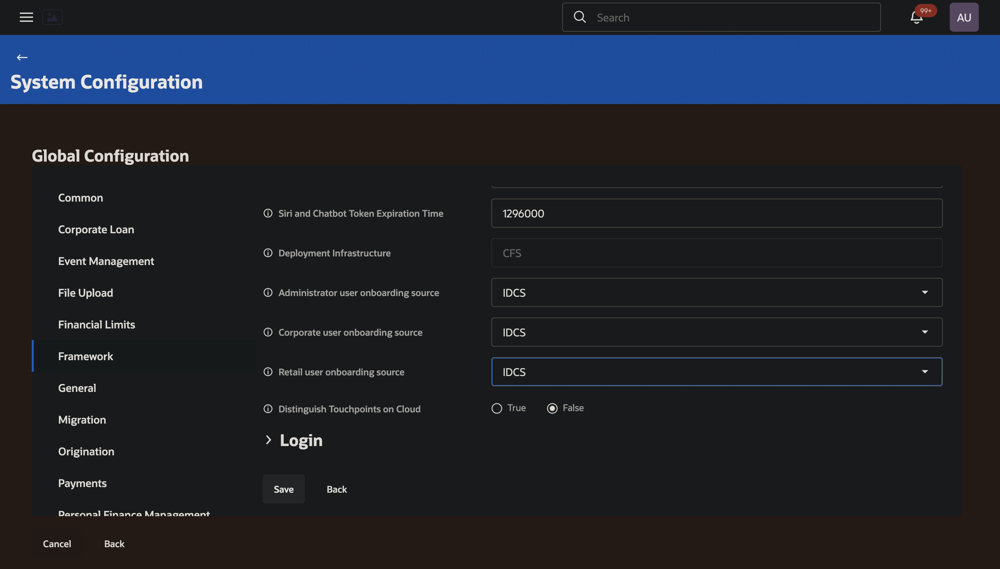 Search
99+
AU
System Configuration
Global Configuration
Common
Corporate Loan
Event Management
File Upload
Financial Limits
Framework
General
Migration
Origination
Payments
Personal Finance Management
Siri and Chatbot Token Expiration Time
1296000
Deployment Infrastructure
CFS
Administrator user onboarding source
IDCS
Corporate user onboarding source
IDCS
Retail user onboarding source
IDCS
Distinguish Touchpoints on Cloud
True False
Login
Save Back
Cancel Back